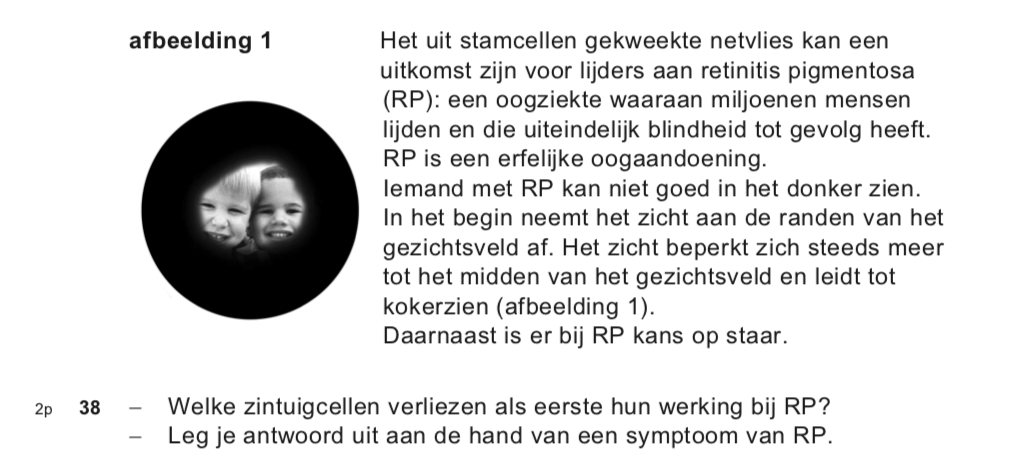 afbeelding 1
Het uit stamcellen gekweekte netvlies kan een
uitkomst zijn voor lijders aan retinitis pigmentosa
(RP): een oogziekte waaraan miljoenen mensen
lijden en die uiteindelijk blindheid tot gevolg heeft.
RP is een erfelijke oogaandoening.
Iemand met RP kan niet goed in het donker zien.
In het begin neemt het zicht aan de randen van het
gezichtsveld af. Het zicht beperkt zich steeds meer
tot het midden van het gezichtsveld en leidt tot
kokerzien (afbeelding 1).
Daarnaast is er bij RP kans op staar.
2p 38 – Welke zintuigcellen verliezen als eerste hun werking bij RP?
– Leg je antwoord uit aan de hand van een symptoom van RP.